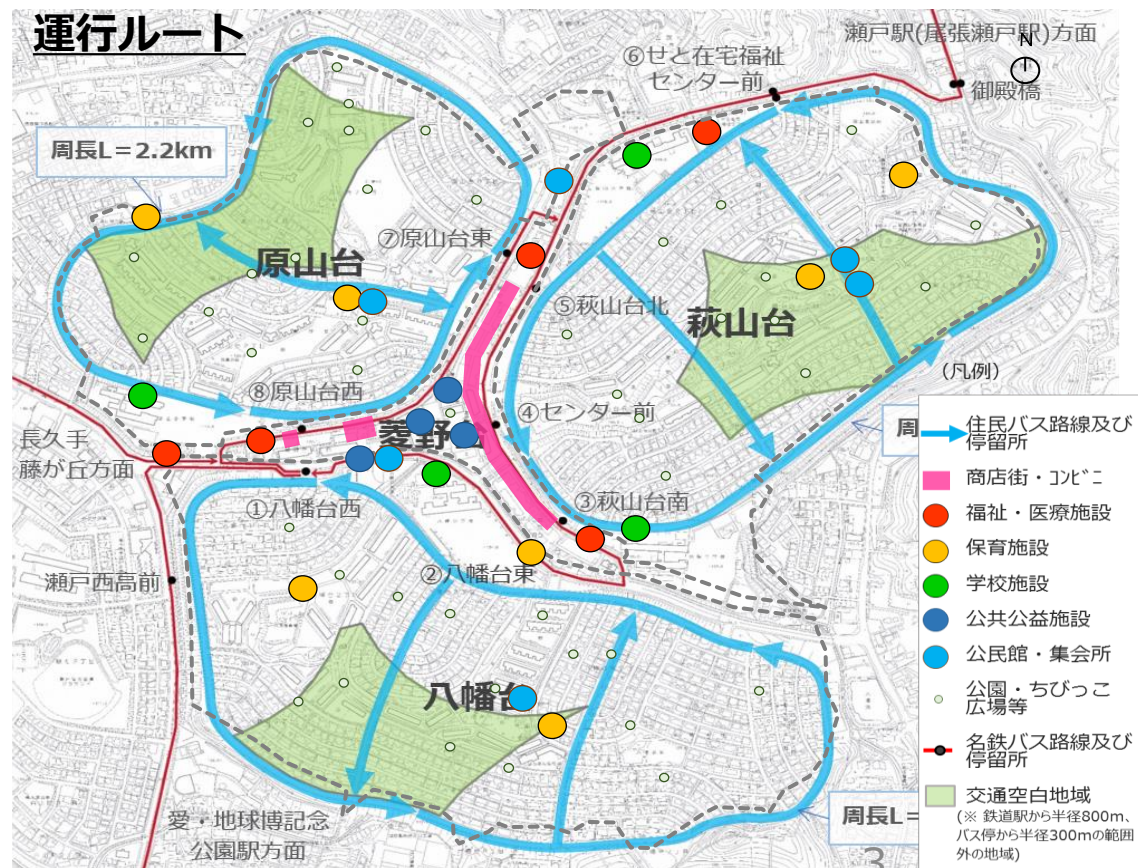 運行ルート
瀬戸駅(尾張瀬戸駅)方面
N
⑥せと在宅福祉
センター前
御殿橋
周長L＝2.2km
⑦原山台東
原山台
⑤萩山台北
萩山台
⑧原山台西
④センター前
菱野
長久手
藤が丘方面
周
①八幡台西
③萩山台南
②八幡台東
瀬戸西高前
八幡台
愛・地球博記念
公園駅方面
周長L=
3
(凡例)
住民バス路線及び
停留所
商店街・ｺﾝﾋﾞﾆ
福祉・医療施設
保育施設
学校施設
公共公益施設
公民館・集会所
公園・ちびっこ
広場等
名鉄バス路線及び
停留所
交通空白地域
(※ 鉄道駅から半径800m、
バス停から半径300mの範囲
外の地域)